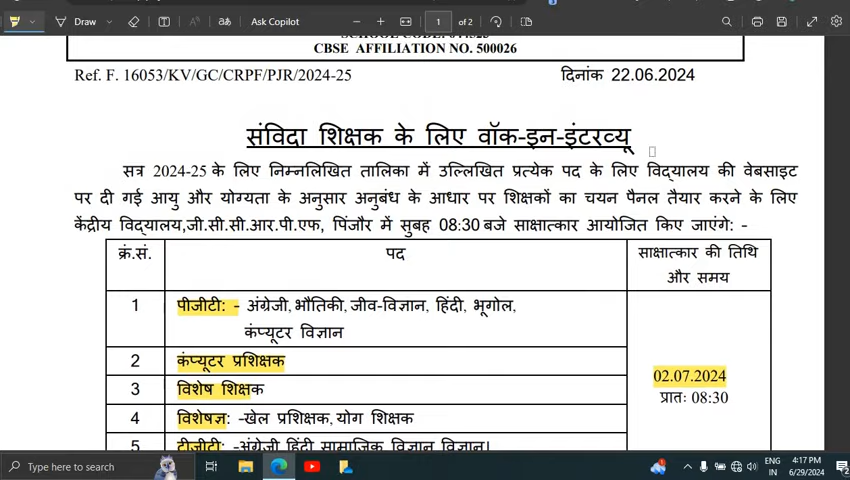 Draw
Ask Copilot
1 of 2
CBSE AFFILIATION NO. 500026
Ref. F. 16053/KV/GC/CRPF/PJR/2024-25 दिनांक 22.06.2024
संविदा शिक्षक के लिए वॉक-इन-इंटरव्यू
सत्र 2024-25 के लिए निम्नलिखित तालिका में उल्लिखित प्रत्येक पद के लिए विद्यालय की वेबसाइट
पर दी गई आयु और योग्यता के अनुसार अनुबंध के आधार पर शिक्षकों का चयन पैनल तैयार करने के लिए
केंद्रीय विद्यालय,जी.सी.सी.आर.पी.एफ, पिंजौर में सुबह 08:30 बजे साक्षात्कार आयोजित किए जाएंगे: -
क्रं.सं. पद साक्षात्कार की तिथि
और समय
1 पीजीटी: - अंग्रेजी, भौतिकी, जीव-विज्ञान, हिंदी, भूगोल,
कंप्यूटर विज्ञान
2 कंप्यूटर प्रशिक्षक
3 विशेष शिक्षक
02.07.2024
प्रातः 08:30
4 विशेषज्ञ: -खेल प्रशिक्षक, योग शिक्षक
5 टीजीटी: -अंग्रेजी हिंदी सामाजिक विज्ञान विज्ञान।
Type here to search
ENG
IN
4:17 PM
6/29/2024
2